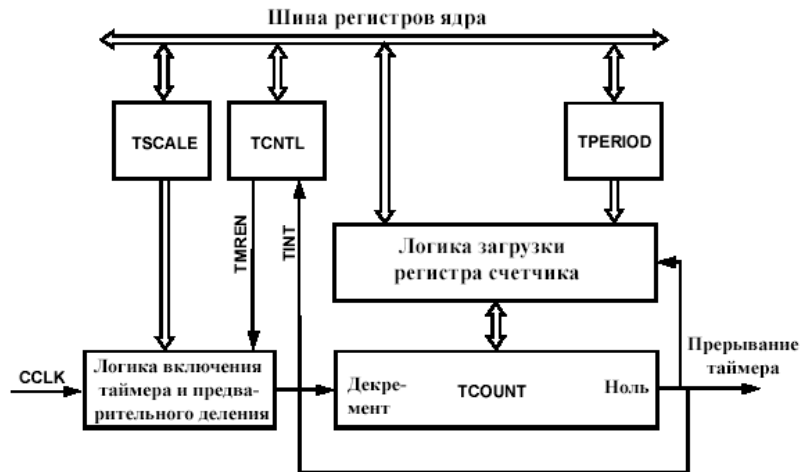 Шина регистров ядра
TSCALE
TCNTL
TPERIOD
TMREN
TINT
Логика загрузки
регистра счетчика
Прерывание
таймера
CCLK
Логика включения
таймера и предва-
рительного деления
Декре-
мент
TCOUNT
Ноль